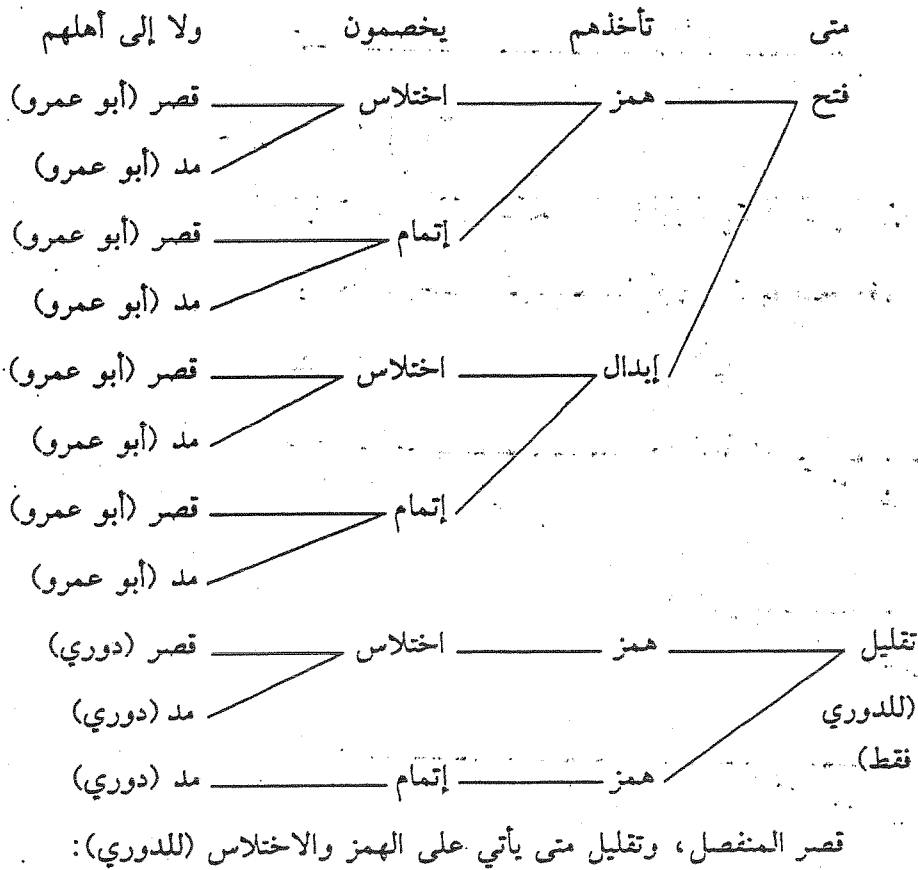 متى تأخذهم يخصمون ولا إلى أهلهم
فتح همز اختلاس قصر (أبو عمرو)
مد (أبو عمرو)
إتمام قصر (أبو عمرو)
مد (أبو عمرو)
إبدال اختلاس قصر (أبو عمرو)
مد (أبو عمرو)
إتمام قصر (أبو عمرو)
مد (أبو عمرو)
تقليل همز اختلاس قصر (دوري)
(للدوري مد (دوري)
فقط) همز إتمام مد (دوري)
قصر المنفصل، وتقليل متى يأتي على الهمز والاختلاس (للدوري):